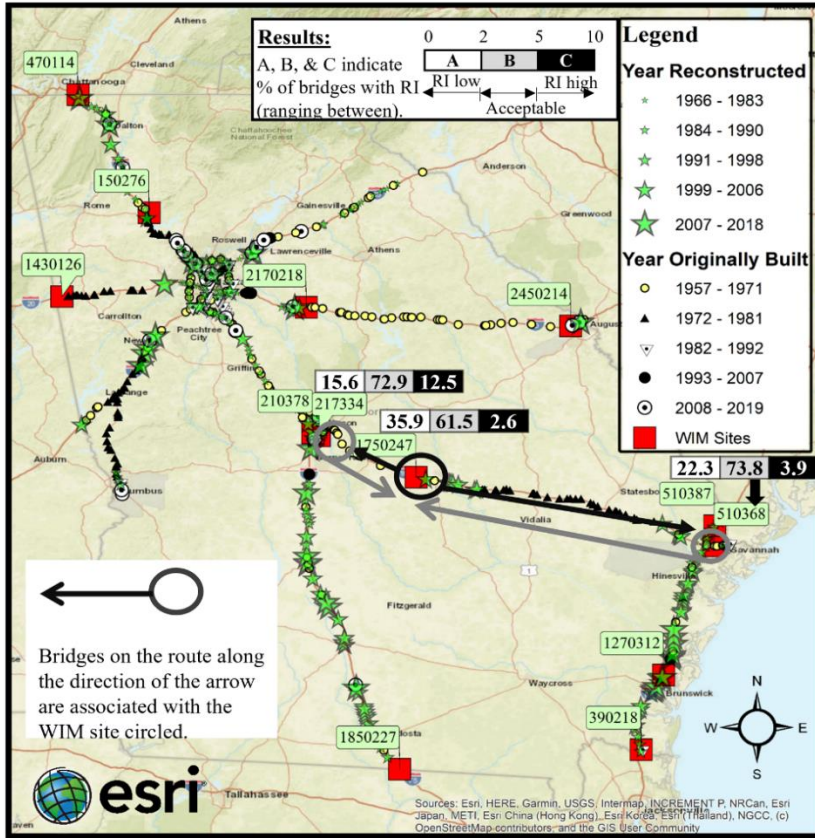 Athens
Cleveland
470114
Chattanooga
Dalton
Chattahoochee
National Forest
150276
Rome
Gainesville
Anderson
Greenwood
Roswell
Lawrenceville
Athens
1430126
2170218
2450214
Carrollton
Peachtree
City
Augus
Griffin
LaGrange
Auburn
Results:
A, B, & C indicate
% of bridges with RI
(ranging between).
0 2 5 10
A B C
RI low RI high
Acceptable
Legend
Year Reconstructed
1966 - 1983
1984 - 1990
1991 - 1998
1999 - 2006
2007 - 2018
Year Originally Built
1957 - 1971
1972 - 1981
1982 - 1992
1993 - 2007
2008 - 2019
WIM Sites
15.6 72.9 12.5
210378
217334
35.9 61.5 2.6
1750247
22.3 73.8 3.9
Statesbo
510387
510368
Vidalia
Savannah
Hinesville
1
Fitzgerald
1270312
Waycross
Brunswick
390218
1850227
losta
Tallahassee
Jacksonville
Bridges on the route along
the direction of the arrow
are associated with the
WIM site circled.
N
W E
S
esri
Sources: Esri, HERE, Garmin, USGS, Intermap, INCREMENT P, NRCan, Esri
Japan, METI, Esri China (Hong Kong), Esri Korea, Esri (Thailand), NGCC, (c)
OpenStreetMap contributors, and the GIS User Community